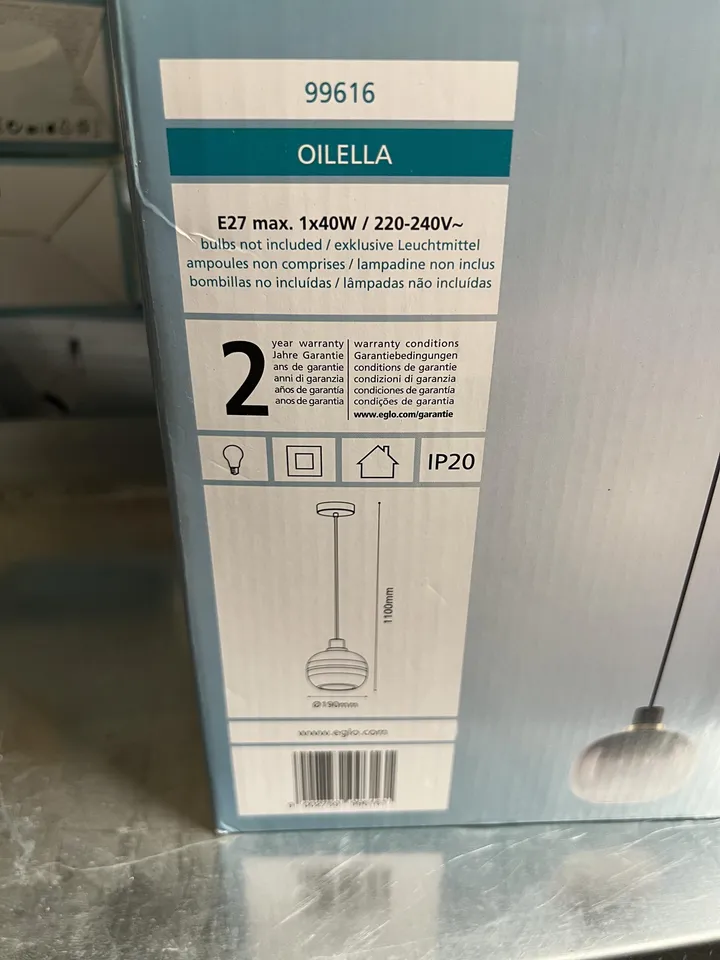 99616
OILELLA
E27 max. 1x40W / 220-240V~
bulbs not included / exklusive Leuchtmittel
ampoules non comprises / lampadine non inclus
bombillas no incluídas / lâmpadas não incluídas
2
year warranty
Jahre Garantie
ans de garantie
anni di garanzia
años de garantía
anos de garantia
warranty conditions
Garantiebedingungen
conditions de garantie
condizioni di garanzia
condiciones de garantía
condições de garantia
www.eglo.com/garantie
IP20
1100mm
Ø190mm
www.eglo.com